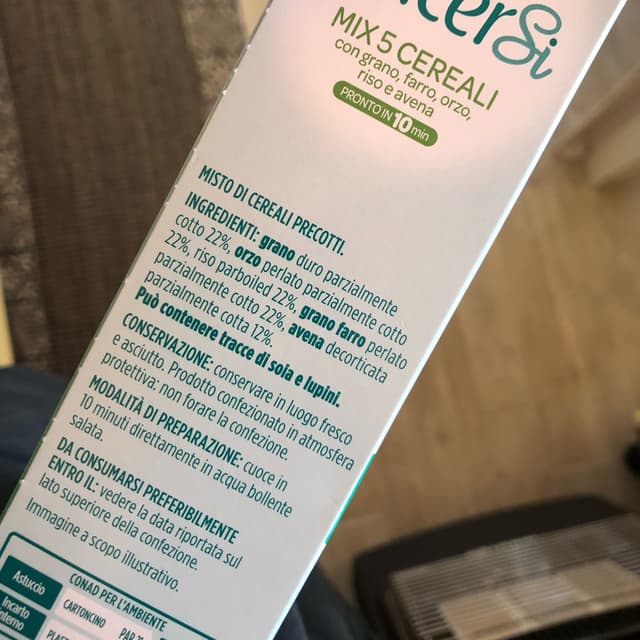 MIX 5 CEREALI
con grano, farro, orzo,
riso e avena
PRONTO IN 10 min
MISTO DI CEREALI PRECOTTI.
INGREDIENTI: grano duro parzialmente
cotto 22%, orzo perlato parzialmente cotto
22%, riso parboiled 22%, grano farro perlato
parzialmente cotto 22%, avena decorticata
parzialmente cotta 12%.
Può contenere tracce di soia e lupini.
CONSERVAZIONE: conservare in luogo fresco
e asciutto. Prodotto confezionato in atmosfera
protettiva: non forare la confezione.
MODALITÀ DI PREPARAZIONE: cuoce in
10 minuti direttamente in acqua bollente
salata.
DA CONSUMARSI PREFERIBILMENTE
ENTRO IL: vedere la data riportata sul
lato superiore della confezione.
Immagine a scopo illustrativo.
CONAD PER L'AMBIENTE
Astuccio
CARTONCINO
Incarto
interno